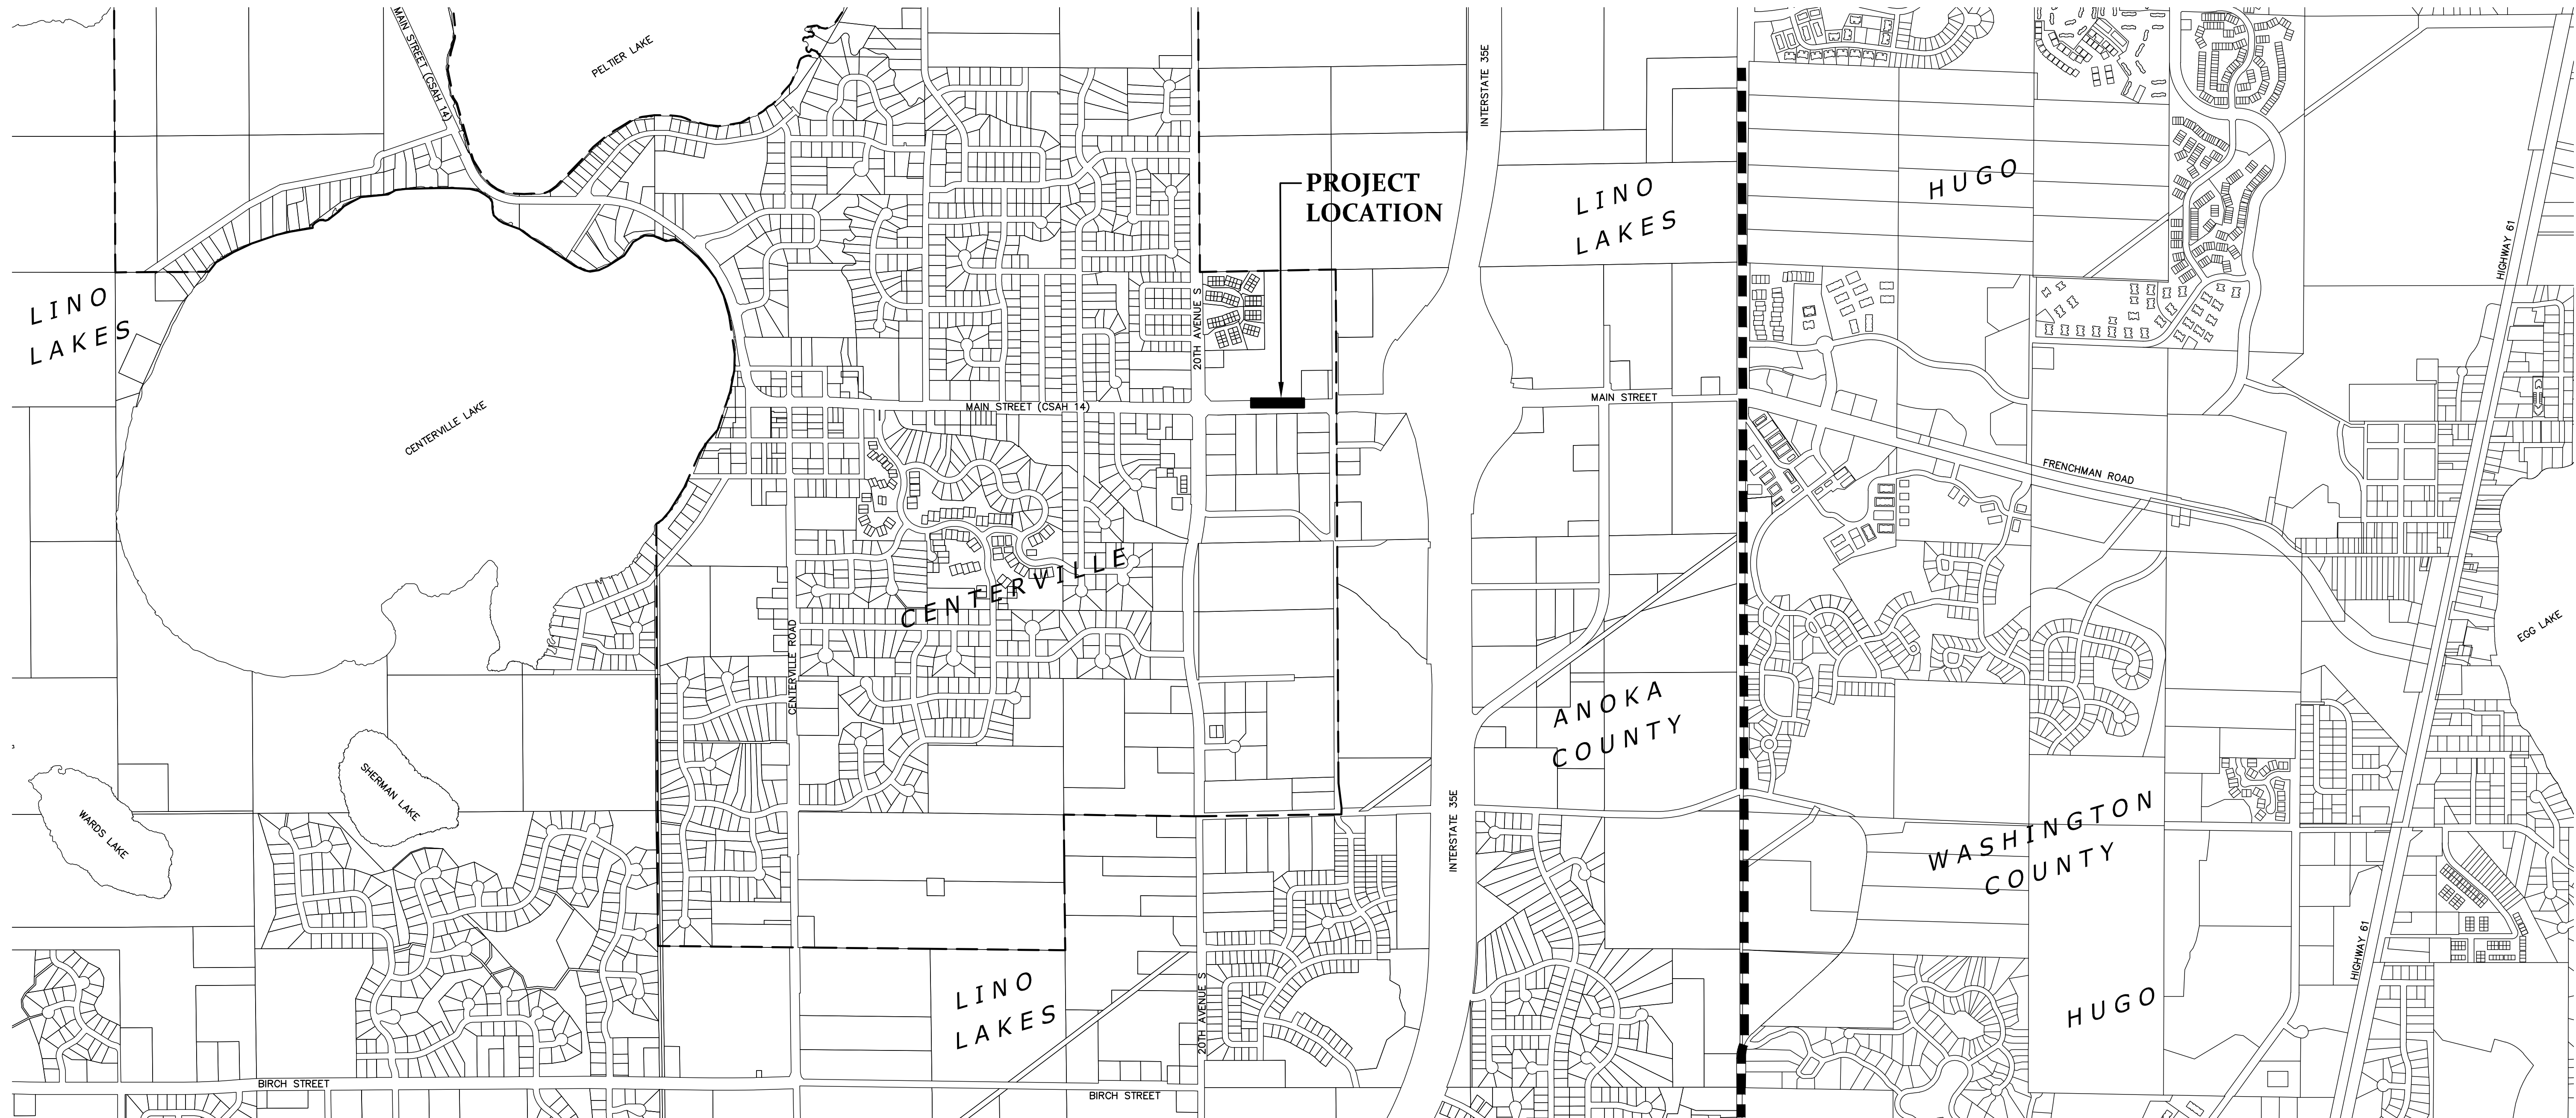 MAIN STREET (CSAH 14)
PELTIER LAKE
INTERSTATE 35E
PROJECT
LOCATION
LINO
LAKES
HUGO
HIGHWAY 61
LINO
LAKES
20TH AVENUE S
CENTERVILLE LAKE
MAIN STREET (CSAH 14)
MAIN STREET
FRENCHMAN ROAD
CENTERVILLE
EGG LAKE
CENTERVILLE ROAD
ANOKA
COUNTY
SHERMAN LAKE
WARDS LAKE
INTERSTATE 35E
WASHINGTON
COUNTY
HIGHWAY 61
LINO
LAKES
20TH AVENUE S
HUGO
BIRCH STREET
BIRCH STREET